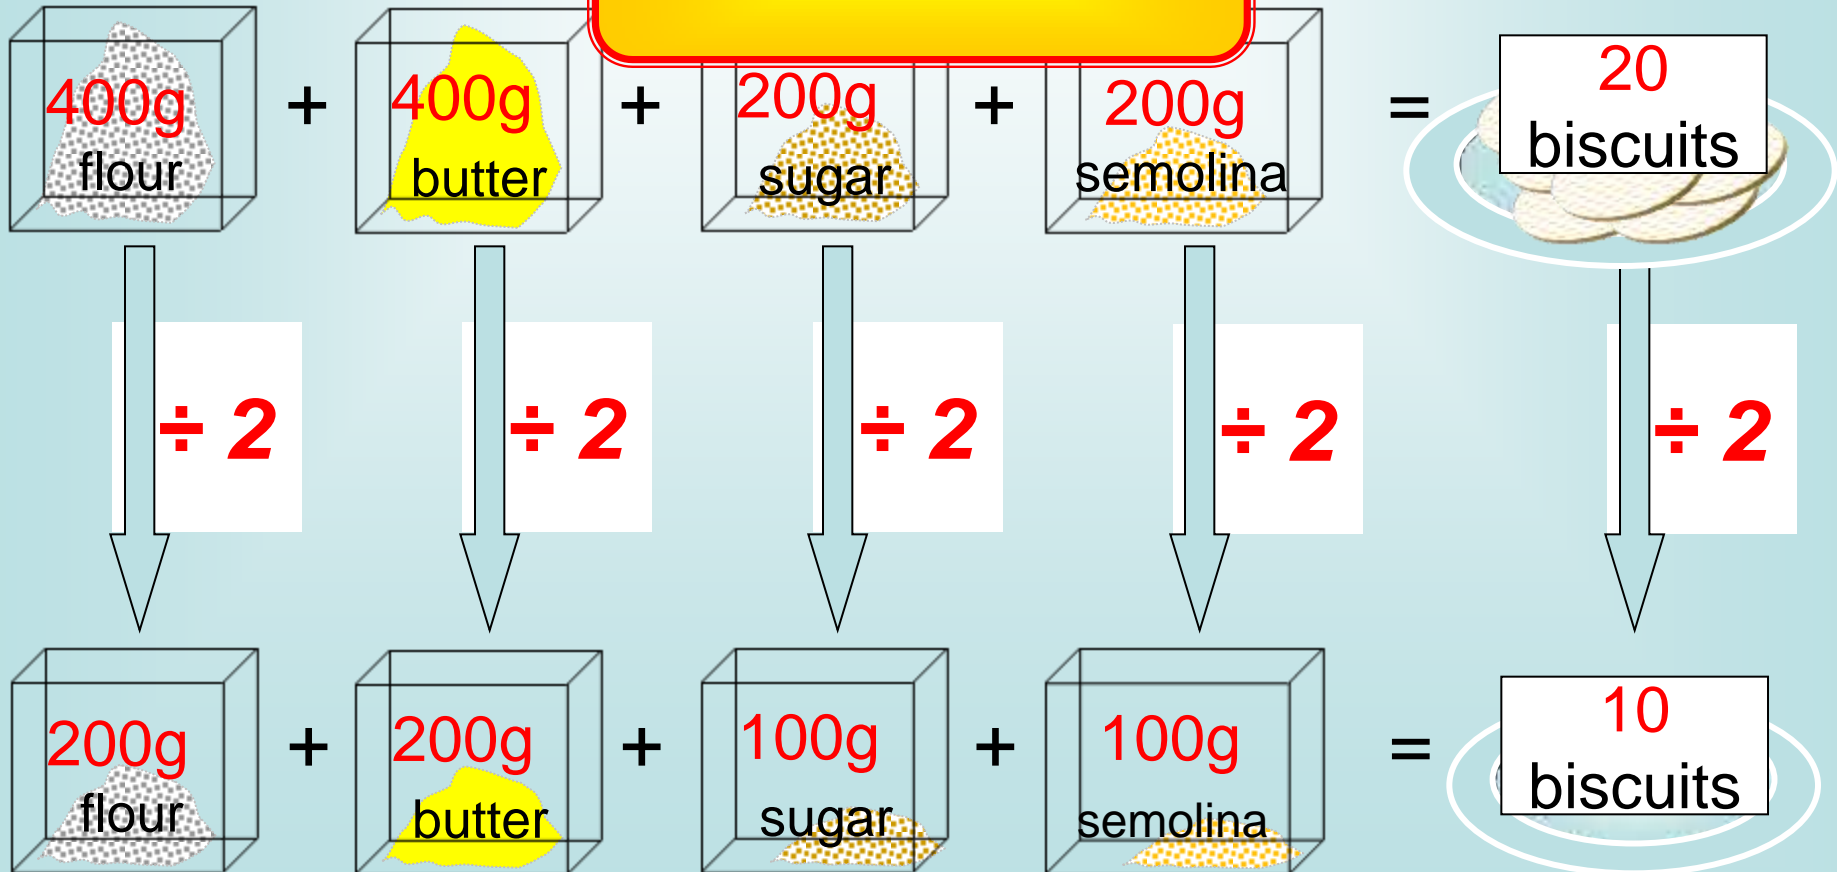 400g + 400g + 200g + 200g = 20
flour butter sugar semolina biscuits
÷ 2 ÷ 2 ÷ 2 ÷ 2 ÷ 2
200g + 200g + 100g + 100g = 10
flour butter sugar semolina biscuits